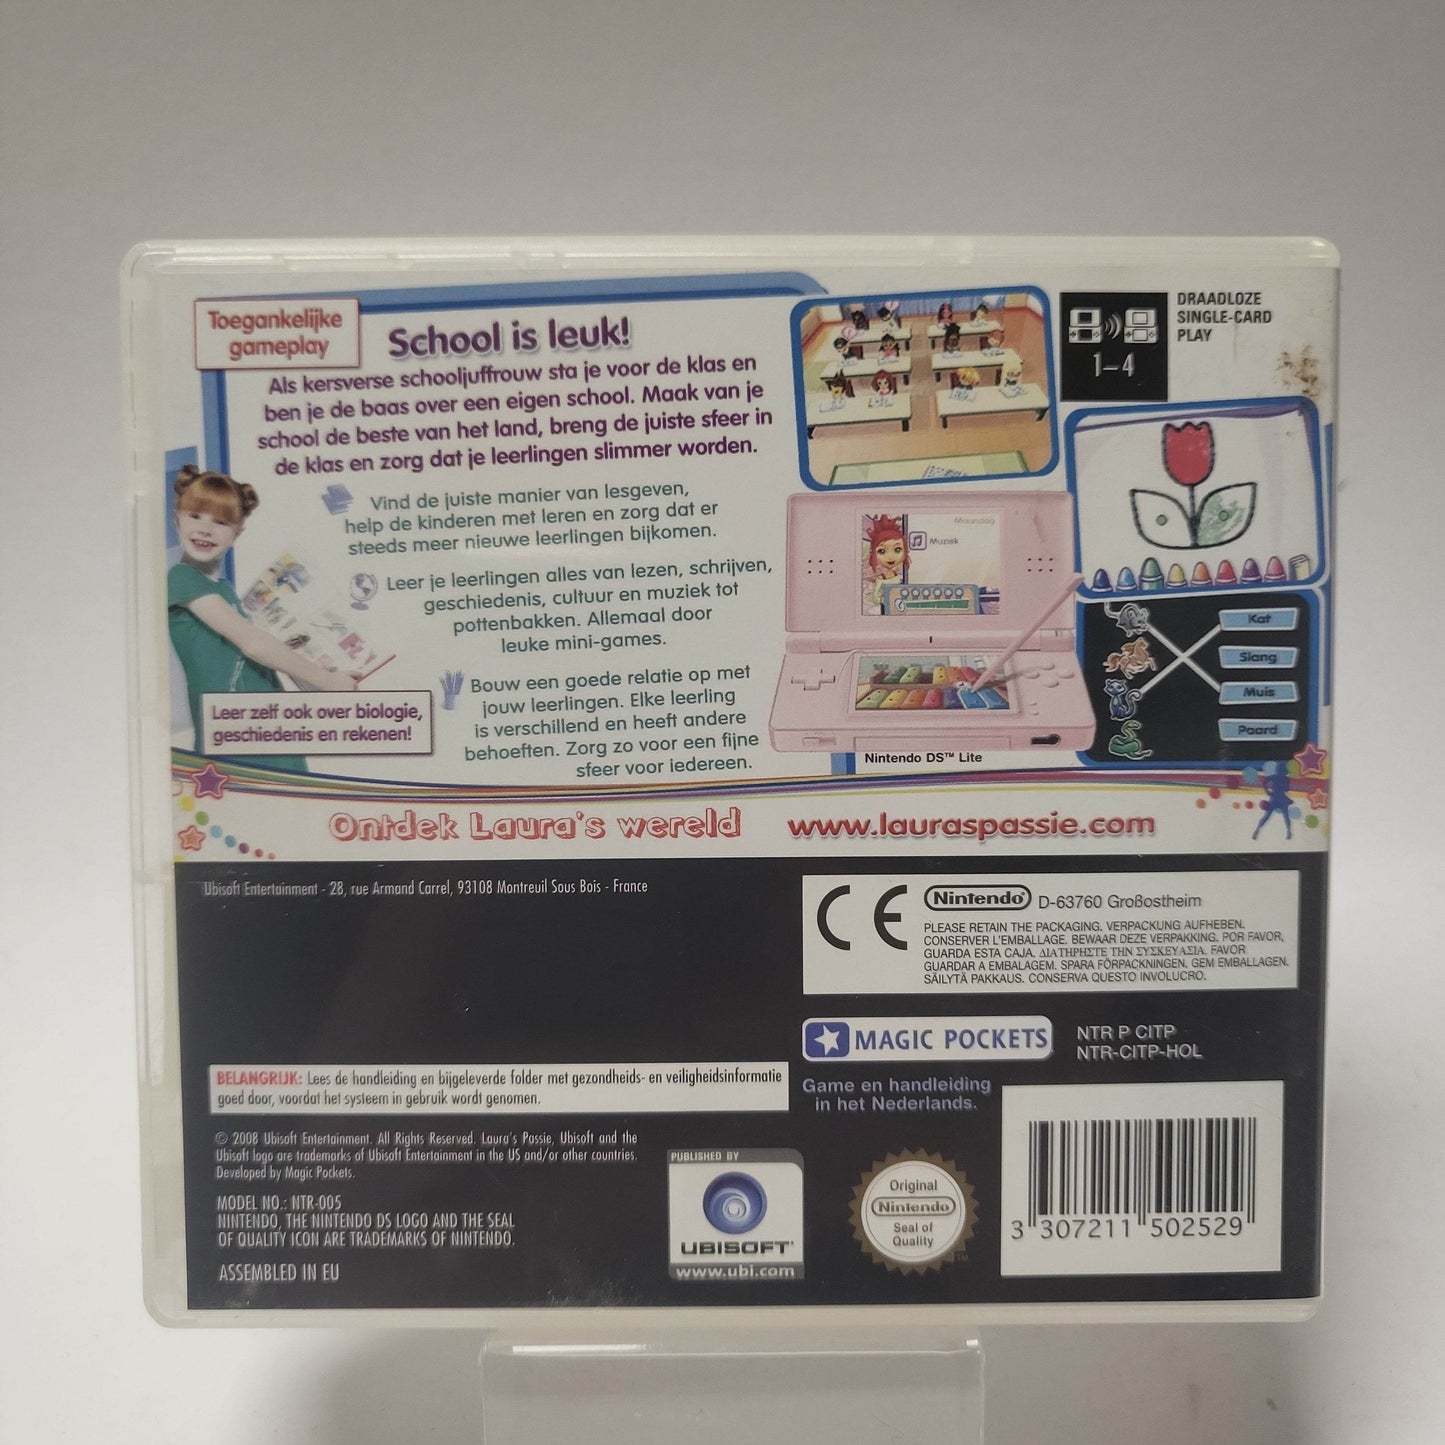 Toegankelijke
gameplay
School is leuk!
Als kersverse schooljuffrouw sta je voor de klas en
ben je de baas over een eigen school. Maak van je
school de beste van het land, breng de juiste sfeer in
de klas en zorg dat je leerlingen slimmer worden.
Vind de juiste manier van lesgeven,
help de kinderen met leren en zorg dat er
steeds meer nieuwe leerlingen bijkomen.
Leer je leerlingen alles van lezen, schrijven,
geschiedenis, cultuur en muziek tot
pottenbakken. Allemaal door
leuke mini-games.
Bouw een goede relatie op met
jouw leerlingen. Elke leerling
is verschillend en heeft andere
behoeften. Zorg zo voor een fijne
sfeer voor iedereen.
Leer zelf ook over biologie,
geschiedenis en rekenen!
DRAADLOZE
SINGLE-CARD
PLAY
1-4
Maandag
Muziek
Kat
Slang
Muis
Paard
Nintendo DS™ Lite
Ontdek Laura's wereld
www.lauraspassie.com
Ubisoft Entertainment - 28, rue Armand Carrel, 93108 Montreuil Sous Bois - France
CE
Nintendo D-63760 Großostheim
PLEASE RETAIN THE PACKAGING. VERPACKUNG AUFHEBEN.
CONSERVER L'EMBALLAGE. BEWAAR DEZE VERPAKKING. POR FAVOR,
GUARDA ESTA CAJA. ΔΙΑΤΗΡΗΣΤΕ ΤΗΝ ΣΥΣΚΕΥΑΣΙΑ. FAVOR
GUARDAR A EMBALAGEM. SPARA FÖRPACKNINGEN. GEM EMBALLAGEN.
SÄILYTÄ PAKKAUS. CONSERVA QUESTO INVOLUCRO.
MAGIC POCKETS
NTR P CITP
NTR-CITP-HOL
BELANGRIJK: Lees de handleiding en bijgeleverde folder met gezondheids- en veiligheidsinformatie
goed door, voordat het systeem in gebruik wordt genomen.
Game en handleiding
in het Nederlands.
© 2008 Ubisoft Entertainment. All Rights Reserved. Laura's Passie, Ubisoft and the
Ubisoft logo are trademarks of Ubisoft Entertainment in the US and/or other countries.
Developed by Magic Pockets.
MODEL NO.: NTR-005
NINTENDO, THE NINTENDO DS LOGO AND THE SEAL
OF QUALITY ICON ARE TRADEMARKS OF NINTENDO.
ASSEMBLED IN EU
PUBLISHED BY
UBISOFT
www.ubi.com
Original
Nintendo
Seal of
Quality
3 307211 502529